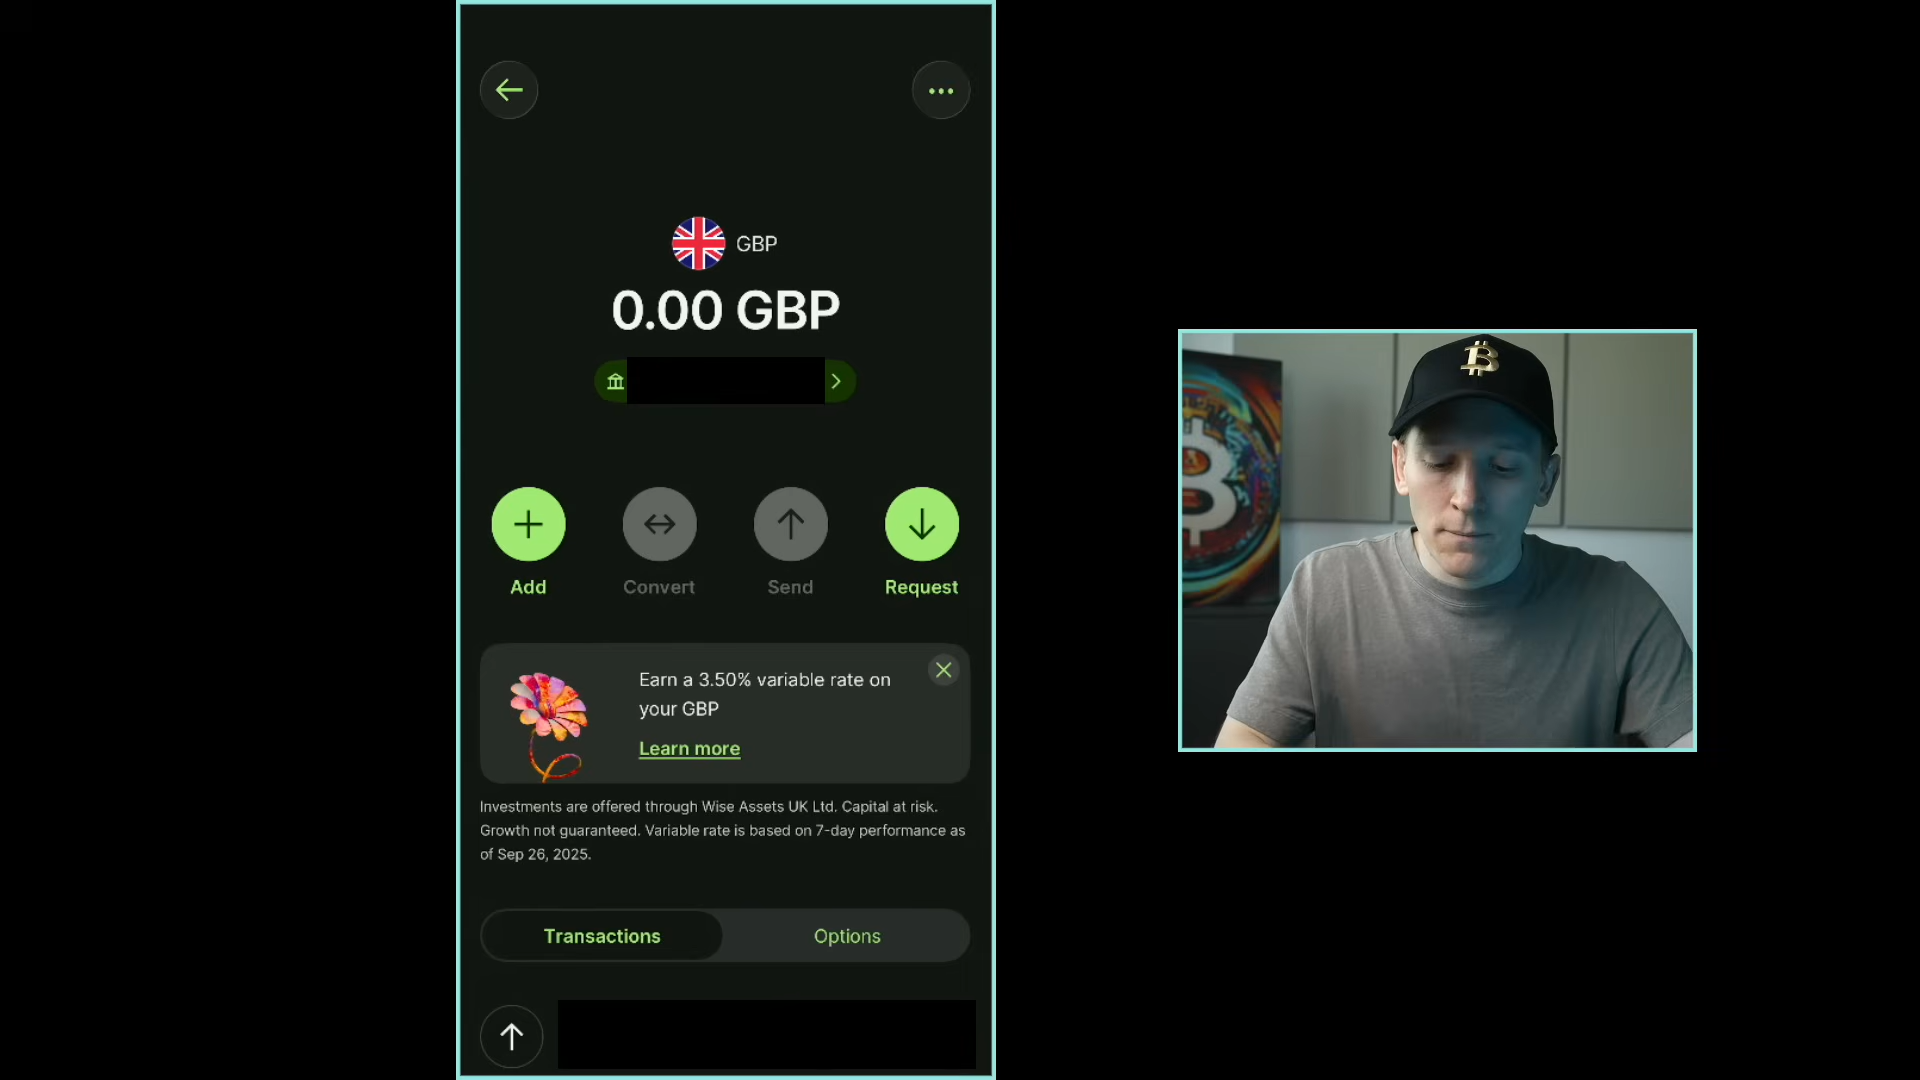 GBP
0.00 GBP
Add
Convert
Send
Request
Earn a 3.50% variable rate on
your GBP
Learn more
Investments are offered through Wise Assets UK Ltd. Capital at risk.
Growth not guaranteed. Variable rate is based on 7-day performance as
of Sep 26, 2025.
Transactions
Options